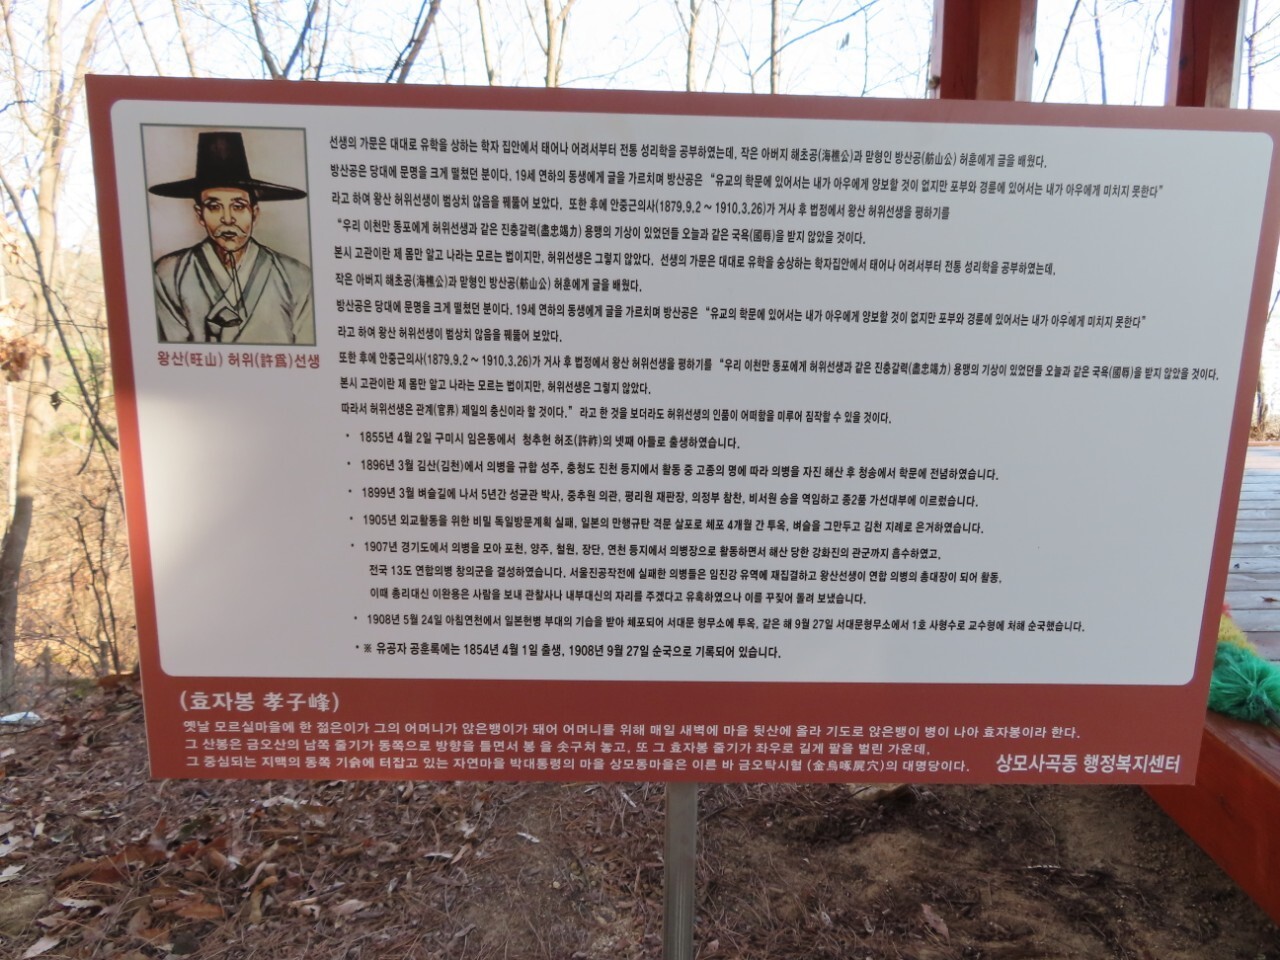 왕산(旺山) 허위(許蔿)선생
선생의 가문은 대대로 유학을 상하는 학자 집안에서 태어나 어려서부터 전통 성리학을 공부하였는데, 작은 아버지 해초공(海樵公)과 맏형인 방산공(舫山公) 허훈에게 글을 배웠다.
방산공은 당대에 문명을 크게 떨쳤던 분이다. 19세 연하의 동생에게 글을 가르치며 방산공은 “유교의 학문에 있어서는 내가 아우에게 양보할 것이 없지만 포부와 경륜에 있어서는 내가 아우에게 미치지 못한다”
라고 하여 왕산 허위선생이 범상치 않음을 꿰뚫어 보았다. 또한 후에 안중근의사(1879.9.2 ~ 1910.3.26)가 거사 후 법정에서 왕산 허위선생을 평하기를
“우리 이천만 동포에게 허위선생과 같은 진충갈력(盡忠竭力) 용맹의 기상이 있었던들 오늘과 같은 국욕(國辱)을 받지 않았을 것이다.
본시 고관이란 제 몸만 알고 나라는 모르는 법이지만, 허위선생은 그렇지 않았다. 선생의 가문은 대대로 유학을 숭상하는 학자집안에서 태어나 어려서부터 전통 성리학을 공부하였는데,
작은 아버지 해초공(海樵公)과 맏형인 방산공(舫山公) 허훈에게 글을 배웠다.
방산공은 당대에 문명을 크게 떨쳤던 분이다. 19세 연하의 동생에게 글을 가르치며 방산공은 “유교의 학문에 있어서는 내가 아우에게 양보할 것이 없지만 포부와 경륜에 있어서는 내가 아우에게 미치지 못한다”
라고 하여 왕산 허위선생이 범상치 않음을 꿰뚫어 보았다.
또한 후에 안중근의사(1879.9.2 ~ 1910.3.26)가 거사 후 법정에서 왕산 허위선생을 평하기를 “우리 이천만 동포에게 허위선생과 같은 진충갈력(盡忠竭力) 용맹의 기상이 있었던들 오늘과 같은 국욕(國辱)을 받지 않았을 것이다.
본시 고관이란 제 몸만 알고 나라는 모르는 법이지만, 허위선생은 그렇지 않았다.
따라서 허위선생은 관계(官界) 제일의 충신이라 할 것이다.” 라고 한 것을 보더라도 허위선생의 인품이 어떠함을 미루어 짐작할 수 있을 것이다.
• 1855년 4월 2일 구미시 임은동에서 청추헌 허조(許祚)의 넷째 아들로 출생하였습니다.
• 1896년 3월 김산(김천)에서 의병을 규합 성주, 충청도 진천 등지에서 활동 중 고종의 명에 따라 의병을 자진 해산 후 청송에서 학문에 전념하였습니다.
• 1899년 3월 벼슬길에 나서 5년간 성균관 박사, 중추원 의관, 평리원 재판장, 의정부 참찬, 비서원 승을 역임하고 종2품 가선대부에 이르렀습니다.
• 1905년 외교활동을 위한 비밀 독일방문계획 실패, 일본의 만행규탄 격문 살포로 체포 4개월 간 투옥, 벼슬을 그만두고 김천 지례로 은거하였습니다.
• 1907년 경기도에서 의병을 모아 포천, 양주, 철원, 장단, 연천 등지에서 의병장으로 활동하면서 해산 당한 강화진의 관군까지 흡수하였고,
전국 13도 연합의병 창의군을 결성하였습니다. 서울진공작전에 실패한 의병들은 임진강 유역에 재집결하고 왕산선생이 연합 의병의 총대장이 되어 활동,
이때 총리대신 이완용은 사람을 보내 관찰사나 내부대신의 자리를 주겠다고 유혹하였으나 이를 꾸짖어 돌려 보냈습니다.
• 1908년 5월 24일 아침연천에서 일본헌병 부대의 기습을 받아 체포되어 서대문 형무소에 투옥, 같은 해 9월 27일 서대문형무소에서 1호 사형수로 교수형에 처해 순국했습니다.
• ※ 유공자 공훈록에는 1854년 4월 1일 출생, 1908년 9월 27일 순국으로 기록되어 있습니다.
(효자봉 孝子峰)
옛날 모르실마을에 한 젊은이가 그의 어머니가 앉은뱅이가 돼어 어머니를 위해 매일 새벽에 마을 뒷산에 올라 기도로 앉은뱅이 병이 나아 효자봉이라 한다.
그 산봉은 금오산의 남쪽 줄기가 동쪽으로 방향을 틀면서 봉 을 솟구쳐 놓고, 또 그 효자봉 줄기가 좌우로 길게 팔을 벌린 가운데,
그 중심되는 지맥의 동쪽 기슭에 터잡고 있는 자연마을 박대통령의 마을 상모동마을은 이른 바 금오탁시혈 (金烏啄屍穴)의 대명당이다.
상모사곡동 행정복지센터